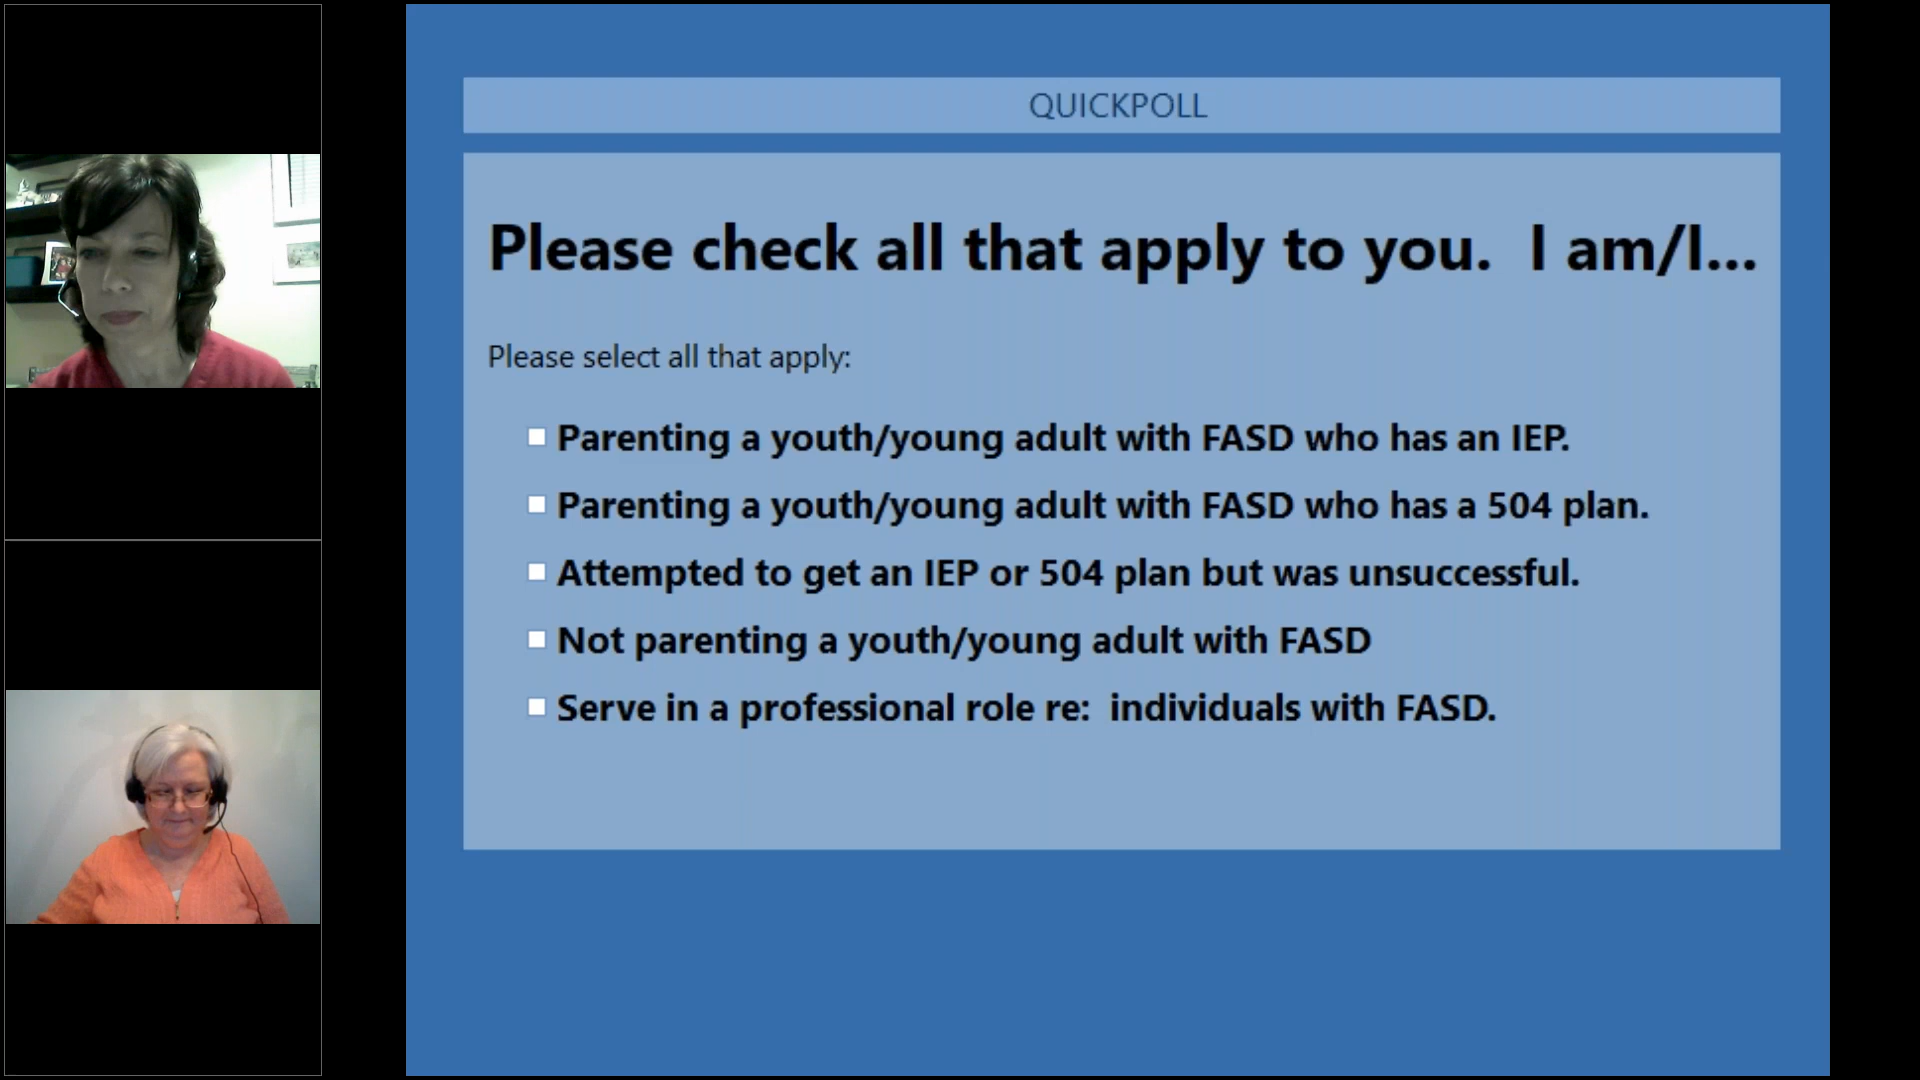 QUICKPOLL
Please check all that apply to you.  I am/I...
Please select all that apply:
Parenting a youth/young adult with FASD who has an IEP.
Parenting a youth/young adult with FASD who has a 504 plan.
Attempted to get an IEP or 504 plan but was unsuccessful.
Not parenting a youth/young adult with FASD
Serve in a professional role re:  individuals with FASD.